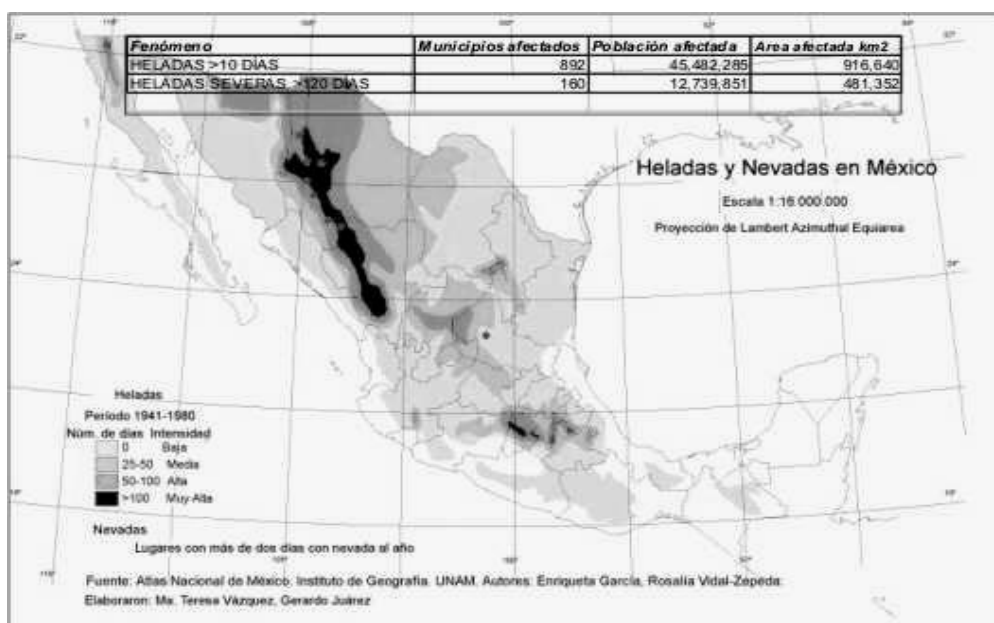 Fenómeno Municipios afectados Población afectada Area afectada km2
HELADAS >10 DÍAS 892 45,482,285 916,640
HELADAS SEVERAS >120 DÍAS 160 12,739,851 481,352
Heladas y Nevadas en México
Escala 1:16 000 000
Proyección de Lambert Azimuthal Equiarea
Heladas
Período 1941-1980
Núm. de días Intensidad
0 Baja
25-50 Media
50-100 Alta
>100 Muy-Alta
Nevadas
Lugares con más de dos días con nevada al año
Fuente: Atlas Nacional de México. Instituto de Geografía. UNAM. Autores: Enriqueta García, Rosalía Vidal-Zepeda
Elaboraron: Ma. Teresa Vázquez, Gerardo Juárez